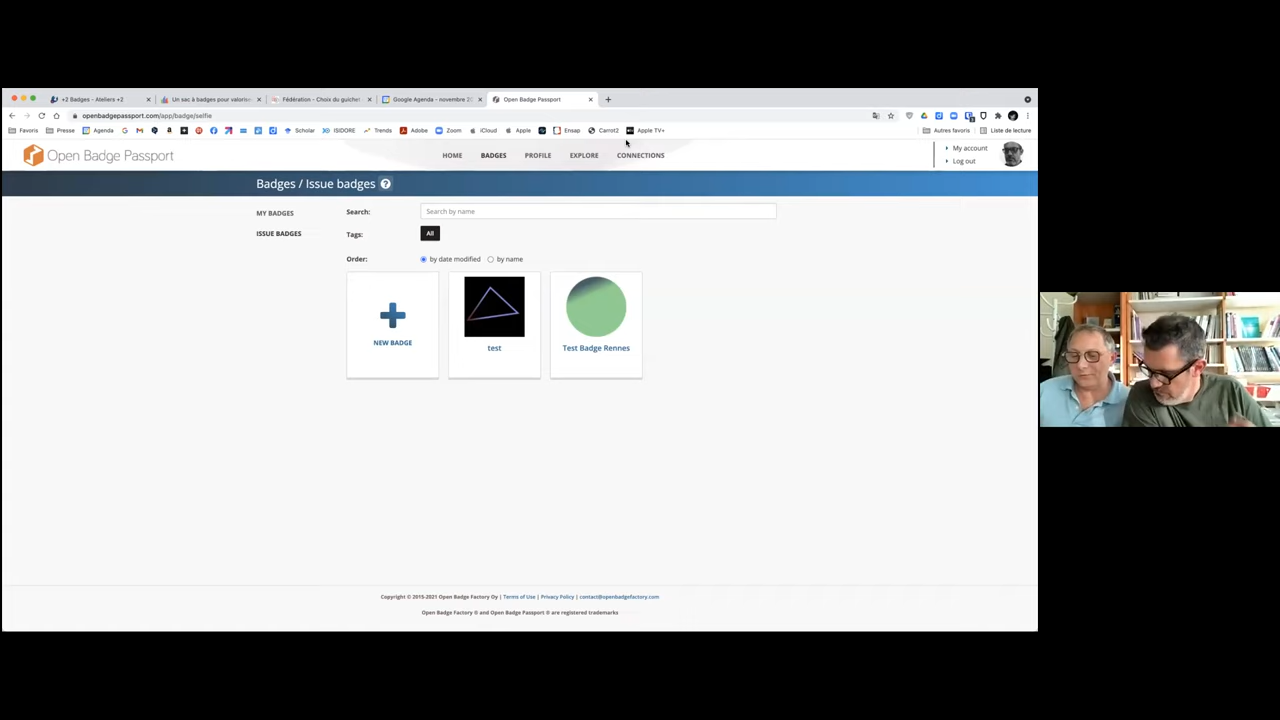 +2 Badges - Ateliers +2
Un sac à badges pour valoriser
Fédération - Choix du guichet
Google Agenda - novembre 20
Open Badge Passport
openbadgepassport.com/app/badge/selfie
Favoris
Presse
Agenda
Scholar
ISIDORE
Trends
Adobe
Zoom
iCloud
Apple
Ensap
Carrot2
Apple TV+
Autres favoris
Liste de lecture
Open Badge Passport
HOME
BADGES
PROFILE
EXPLORE
CONNECTIONS
My account
Log out
Badges / Issue badges ?
MY BADGES
ISSUE BADGES
Search: Search by name
Tags: All
Order: by date modified by name
NEW BADGE
test
Test Badge Rennes
Copyright © 2015-2021 Open Badge Factory Oy | Terms of Use | Privacy Policy | contact@openbadgefactory.com
Open Badge Factory ® and Open Badge Passport ® are registered trademarks